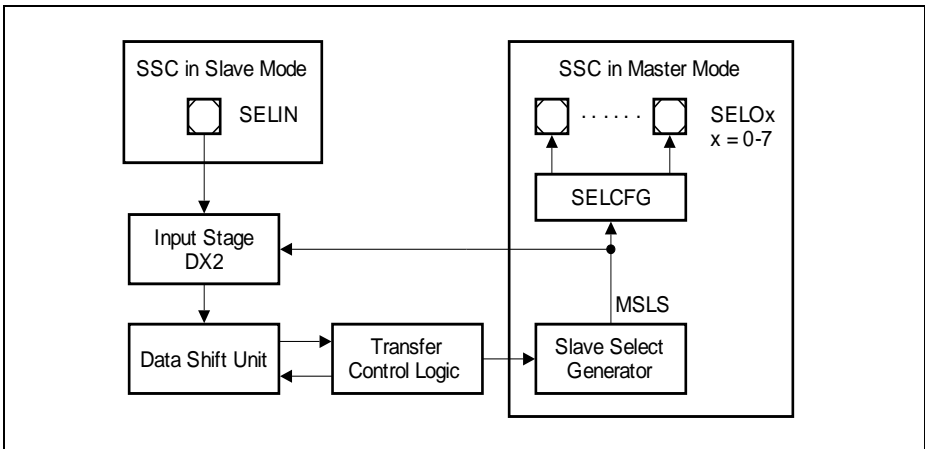 SSC in Slave Mode
SELIN
SSC in Master Mode
. . . . . .
SELOx
x = 0-7
SELCFG
Input Stage
DX2
MSLS
Data Shift Unit
Transfer
Control Logic
Slave Select
Generator